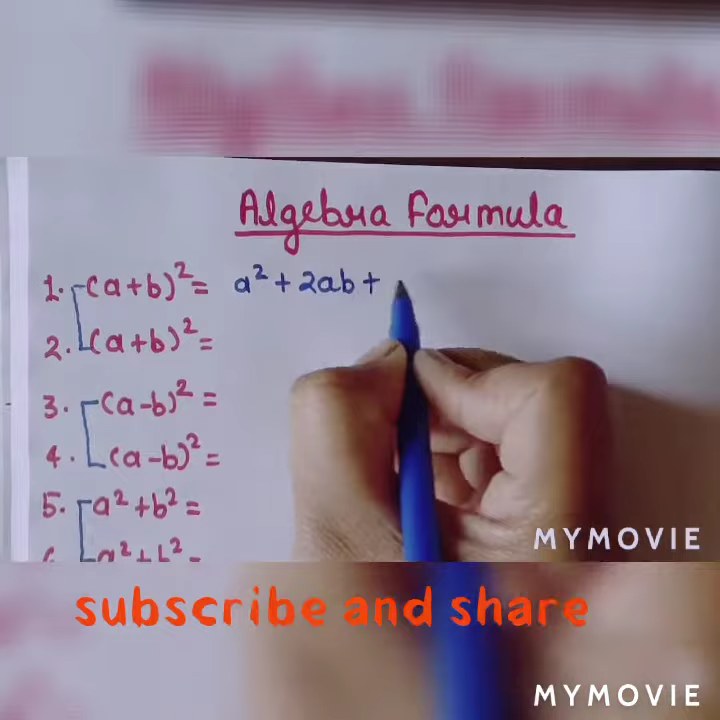 Algebra Formula
1. (a+b)² = a² + 2ab +
2. (a+b)² =
3. (a-b)² =
4. (a-b)² =
5. a² + b² =
MYMOVIE
subscribe and share
MYMOVIE